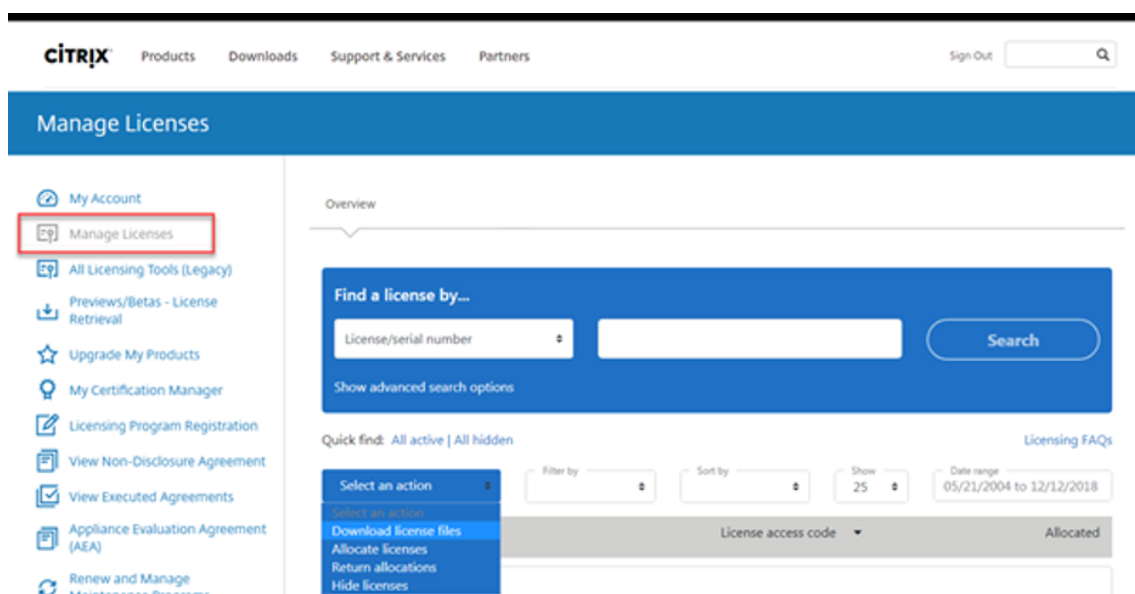 CİTRIX Products Downloads Support & Services Partners Sign Out
Manage Licenses
My Account
Manage Licenses
All Licensing Tools (Legacy)
Previews/Betas - License
Retrieval
Upgrade My Products
My Certification Manager
Licensing Program Registration
View Non-Disclosure Agreement
View Executed Agreements
Appliance Evaluation Agreement
(AEA)
Renew and Manage
Maintenance Programs
Overview
Find a license by...
License/serial number
Search
Show advanced search options
Quick find: All active | All hidden
Licensing FAQs
Select an action
Filter by
Sort by
Show
25
Date range
05/21/2004 to 12/12/2018
Select an action
Download license files
Allocate licenses
Return allocations
Hide licenses
License access code
Allocated